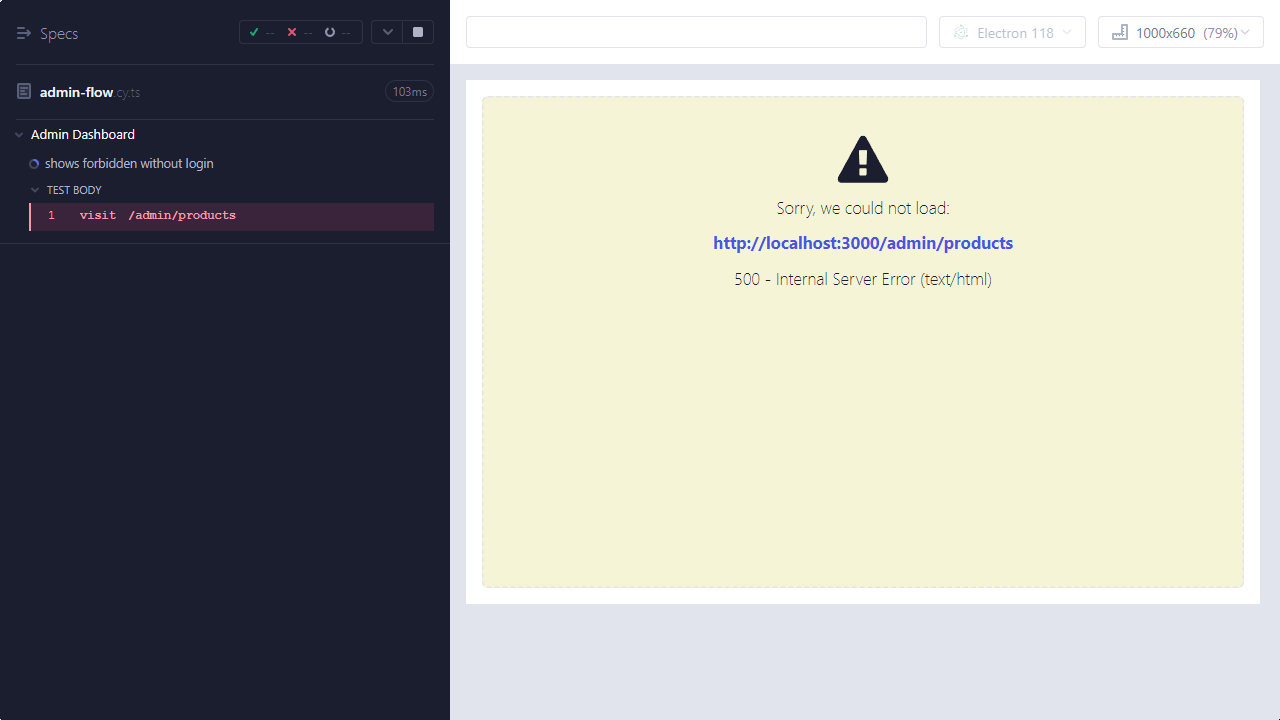 Specs
-- -- --
admin-flow.cy.ts
103ms
Admin Dashboard
shows forbidden without login
TEST BODY
1 visit /admin/products
Electron 118
1000x660 (79%)
Sorry, we could not load:
http://localhost:3000/admin/products
500 - Internal Server Error (text/html)